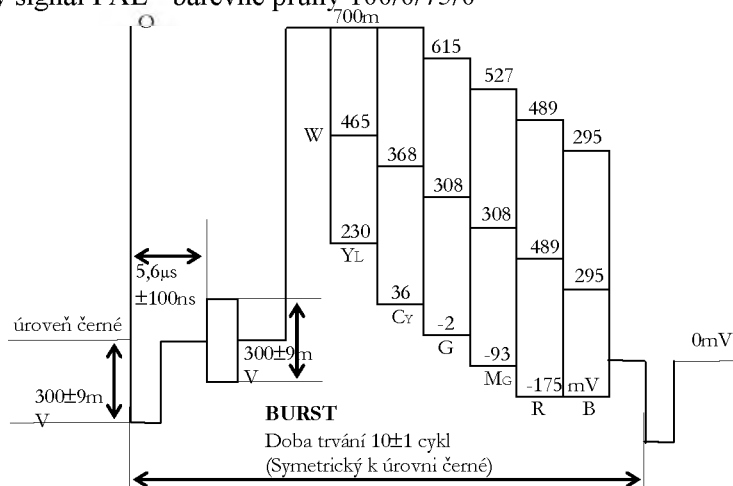 signál PAL - barevné pruhy 100/0/75/0
O
700m
615
527
489
295
W
465
368
308
308
489
295
230
YL
36
CY
-2
G
-93
MG
-175 mV
R
B
5,6µs
±100ns
úroveň černé
300±9m
V
300±9m
V
0mV
BURST
Doba trvání 10±1 cykl
(Symetrický k úrovni černé)